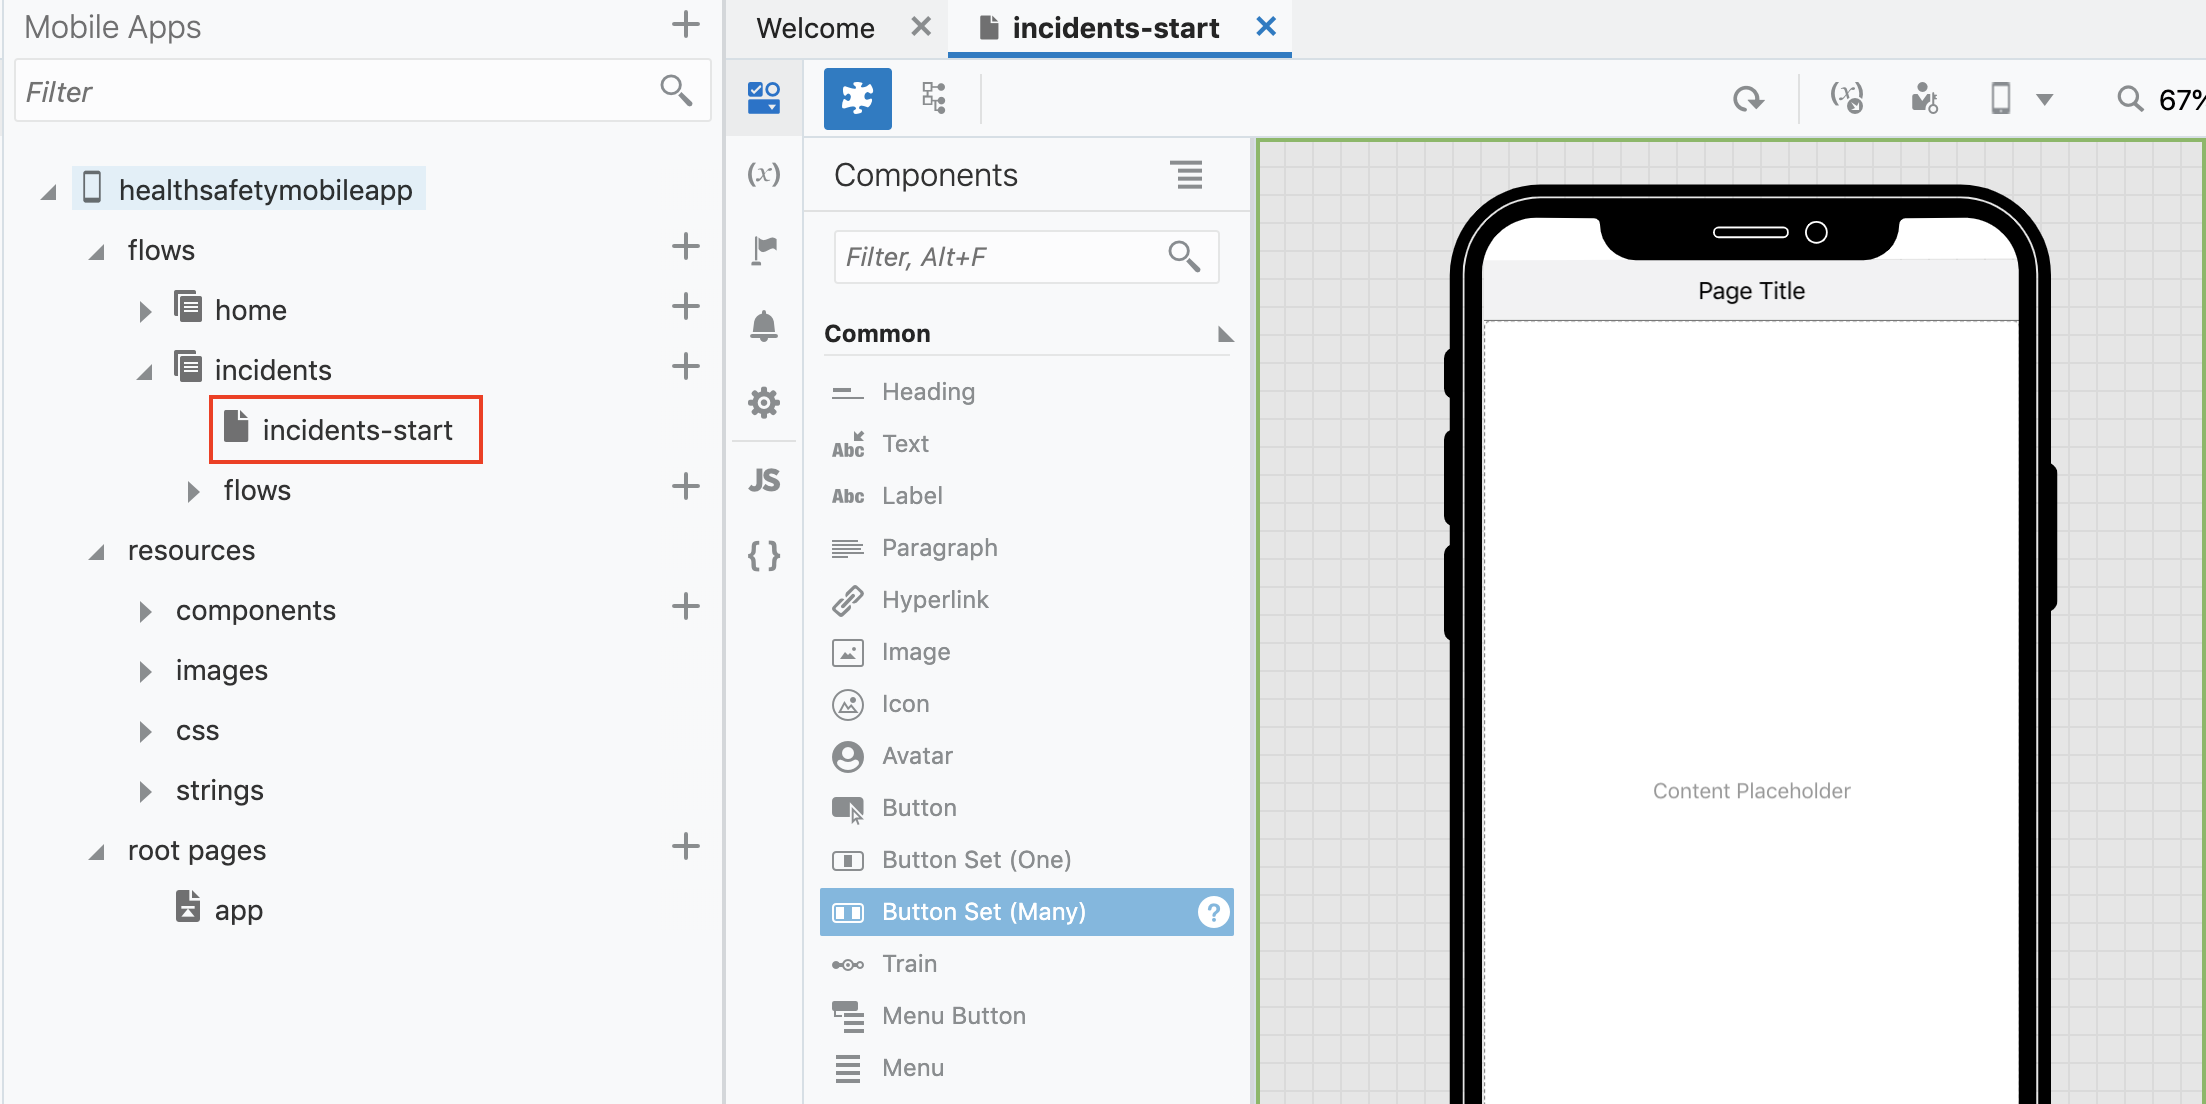 Mobile Apps
Filter
healthsafetymobileapp
flows
home
incidents
incidents-start
flows
resources
components
images
css
strings
root pages
app
Welcome
incidents-start
67%
(x)
JS
{ }
Components
Filter, Alt+F
Common
Heading
Abc Text
Abc Label
Paragraph
Hyperlink
Image
Icon
Avatar
Button
Button Set (One)
Button Set (Many) ?
Train
Menu Button
Menu
Page Title
Content Placeholder